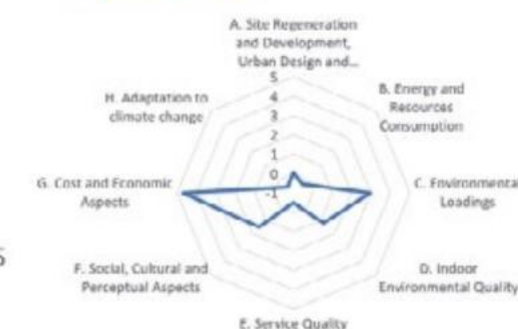 A. Site Regeneration
and Development,
Urban Design and...
B. Energy and
Resources
Consumption
C. Environmental
Loadings
D. Indoor
Environmental Quality
E. Service Quality
F. Social, Cultural and
Perceptual Aspects
G. Cost and Economic
Aspects
H. Adaptation to
climate change
5
4
3
2
1
0
-1